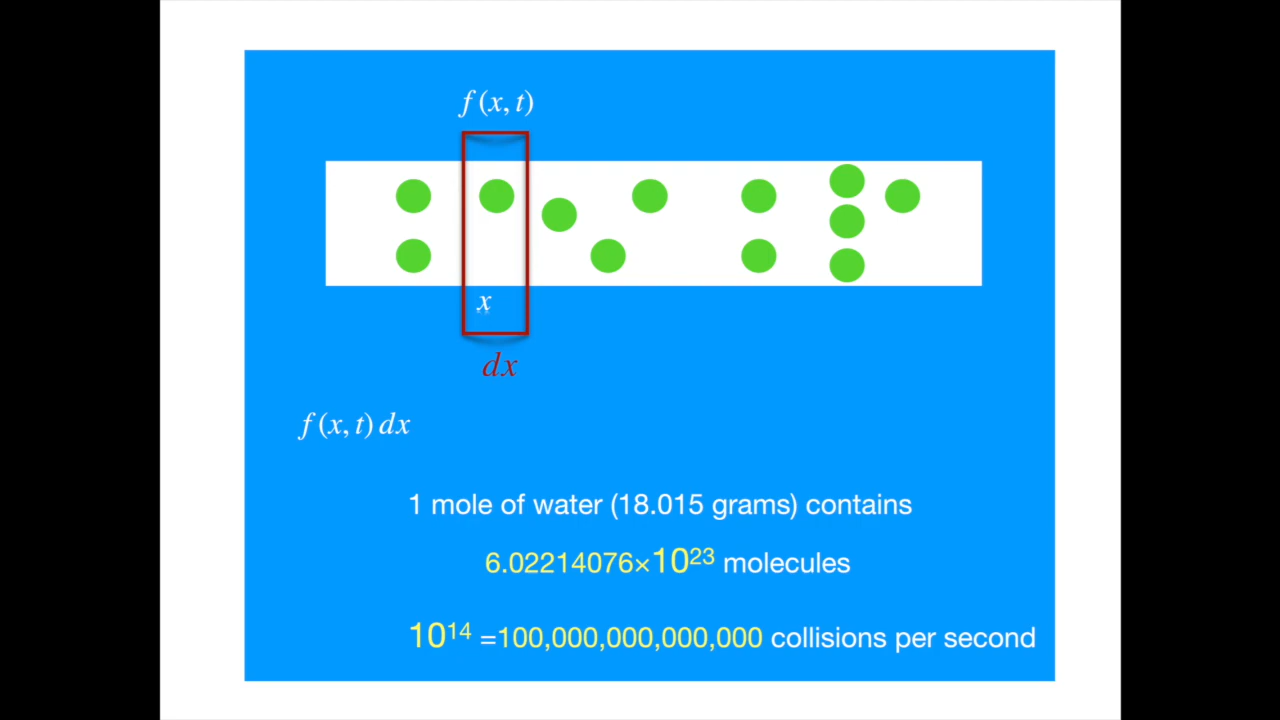 f(x, t)
x
dx
f(x, t) dx
1 mole of water (18.015 grams) contains
6.02214076×10²³ molecules
10¹⁴ =100,000,000,000,000 collisions per second